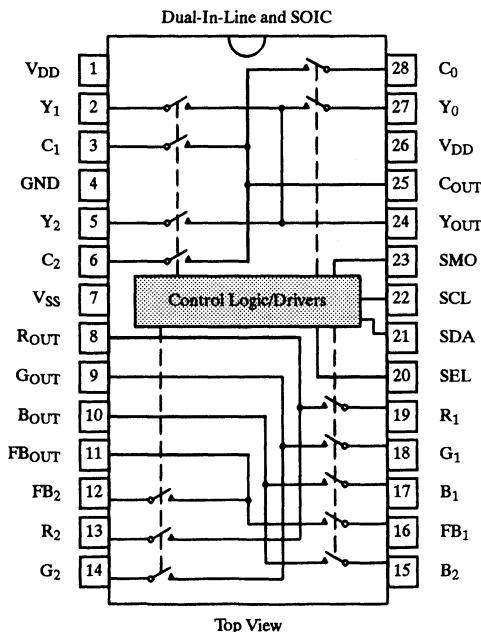 Dual-In-Line and SOIC
VDD 1 28 C0
Y1 2 27 Y0
C1 3 26 VDD
GND 4 25 COUT
Y2 5 24 YOUT
C2 6 23 SMO
VSS 7 Control Logic/Drivers 22 SCL
ROUT 8 21 SDA
GOUT 9 20 SEL
BOUT 10 19 R1
FBOUT 11 18 G1
FB2 12 17 B1
R2 13 16 FB1
G2 14 15 B2
Top View